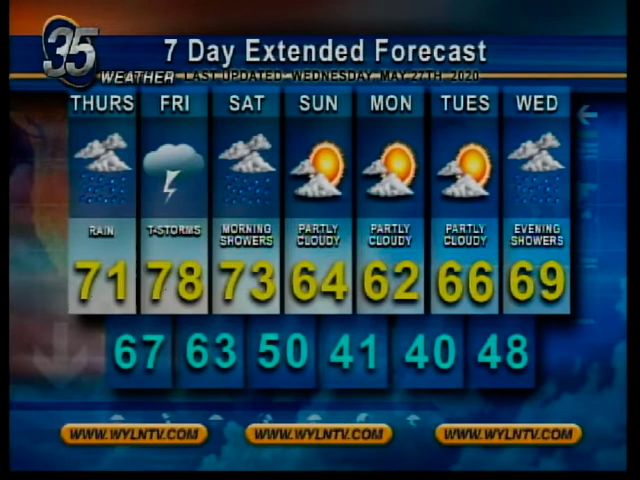 35
WEATHER
7 Day Extended Forecast
LAST UPDATED: WEDNESDAY, MAY 27TH, 2020
THURS FRI SAT SUN MON TUES WED
RAIN T-STORMS MORNING SHOWERS PARTLY CLOUDY PARTLY CLOUDY PARTLY CLOUDY EVENING SHOWERS
71 78 73 64 62 66 69
67 63 50 41 40 48
WWW.WYLNTV.COM WWW.WYLNTV.COM WWW.WYLNTV.COM